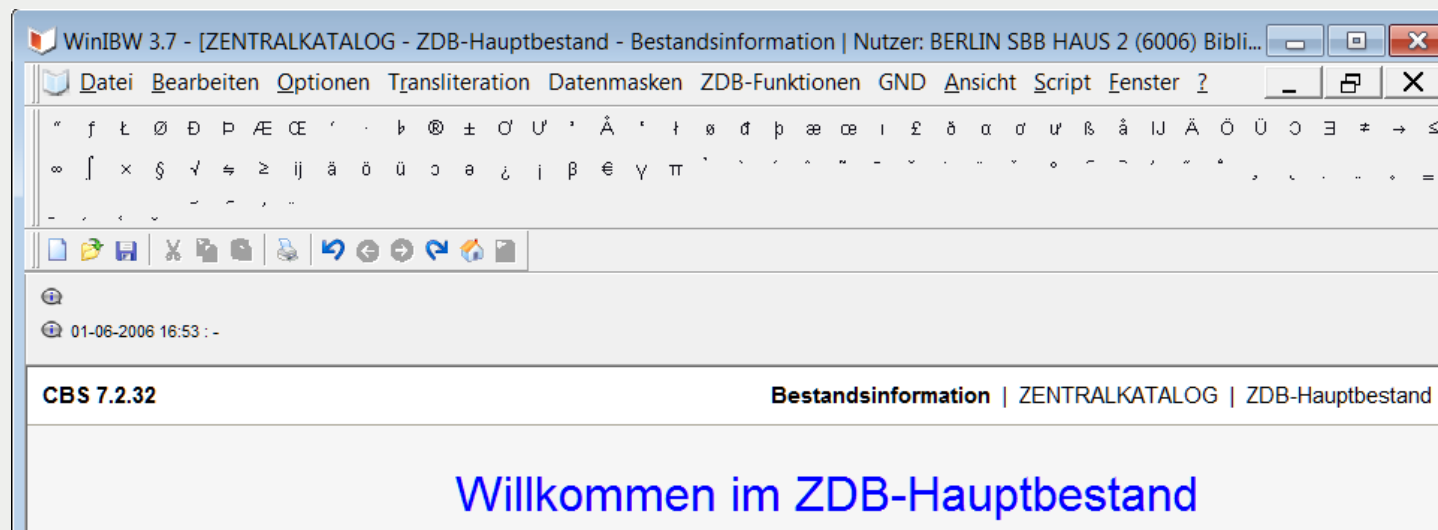 WinIBW 3.7 - [ZENTRALKATALOG - ZDB-Hauptbestand - Bestandsinformation | Nutzer: BERLIN SBB HAUS 2 (6006) Bibli...
Datei Bearbeiten Optionen Transliteration Datenmasken ZDB-Funktionen GND Ansicht Script Fenster ?
ƒ Ł Ø Đ Þ Æ Œ ® ± Ơ Ư Å ł ø đ þ æ œ ı £ ð α ơ ư ß å IJ Ä Ö Ü Ɔ Ǝ ≠ → ≤
∞ ∫ × § √ ⇋ ≥ ij ä ö ü ɔ ə ¿ ¡ β € γ π
01-06-2006 16:53 : -
CBS 7.2.32 Bestandsinformation | ZENTRALKATALOG | ZDB-Hauptbestand
Willkommen im ZDB-Hauptbestand